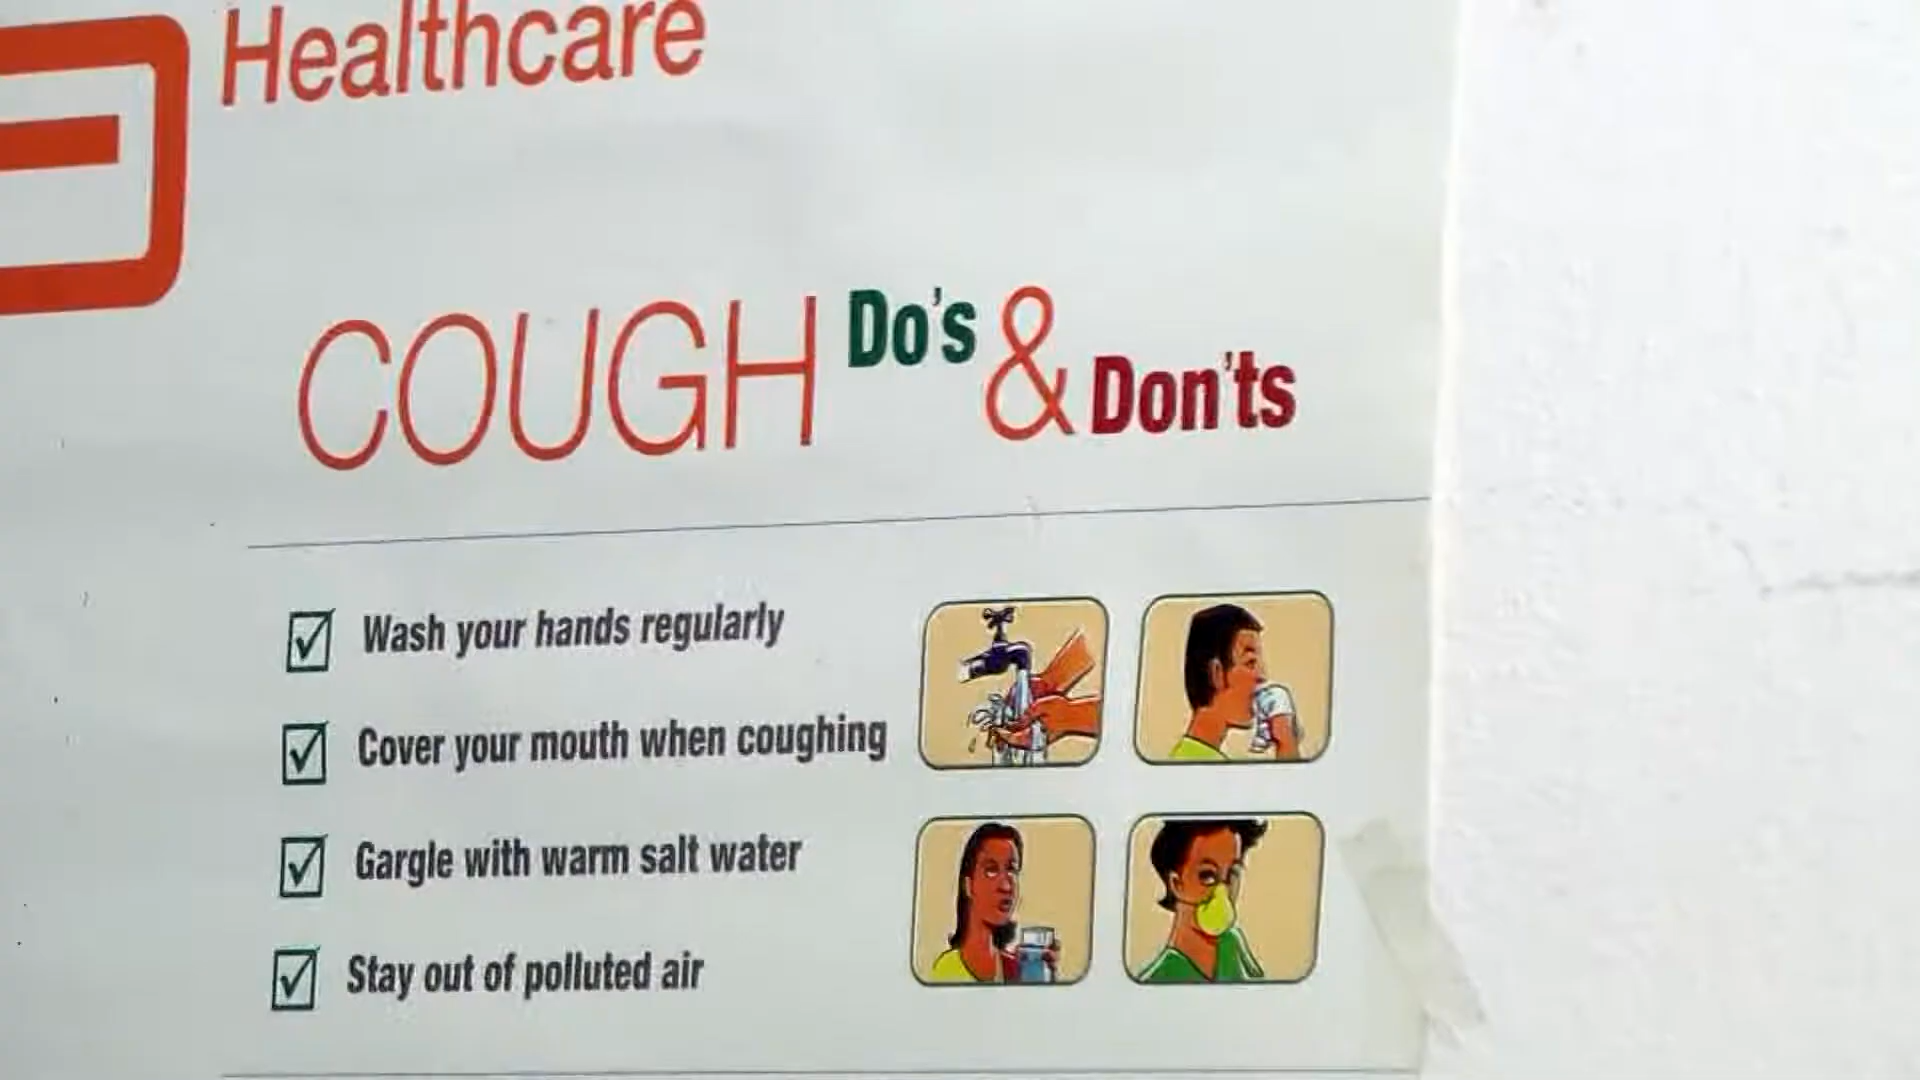 Healthcare
COUGH Do's & Don'ts
Wash your hands regularly
Cover your mouth when coughing
Gargle with warm salt water
Stay out of polluted air